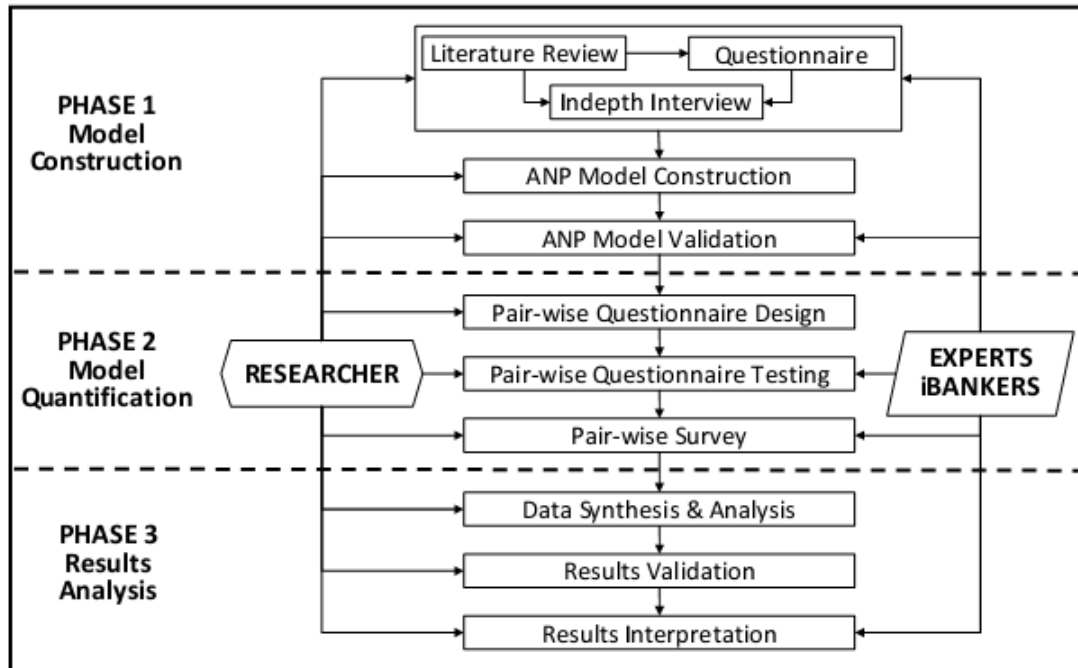 PHASE 1
Model
Construction
Literature Review
Questionnaire
Indepth Interview
ANP Model Construction
ANP Model Validation
PHASE 2
Model
Quantification
RESEARCHER
Pair-wise Questionnaire Design
Pair-wise Questionnaire Testing
Pair-wise Survey
EXPERTS
iBANKERS
PHASE 3
Results
Analysis
Data Synthesis & Analysis
Results Validation
Results Interpretation